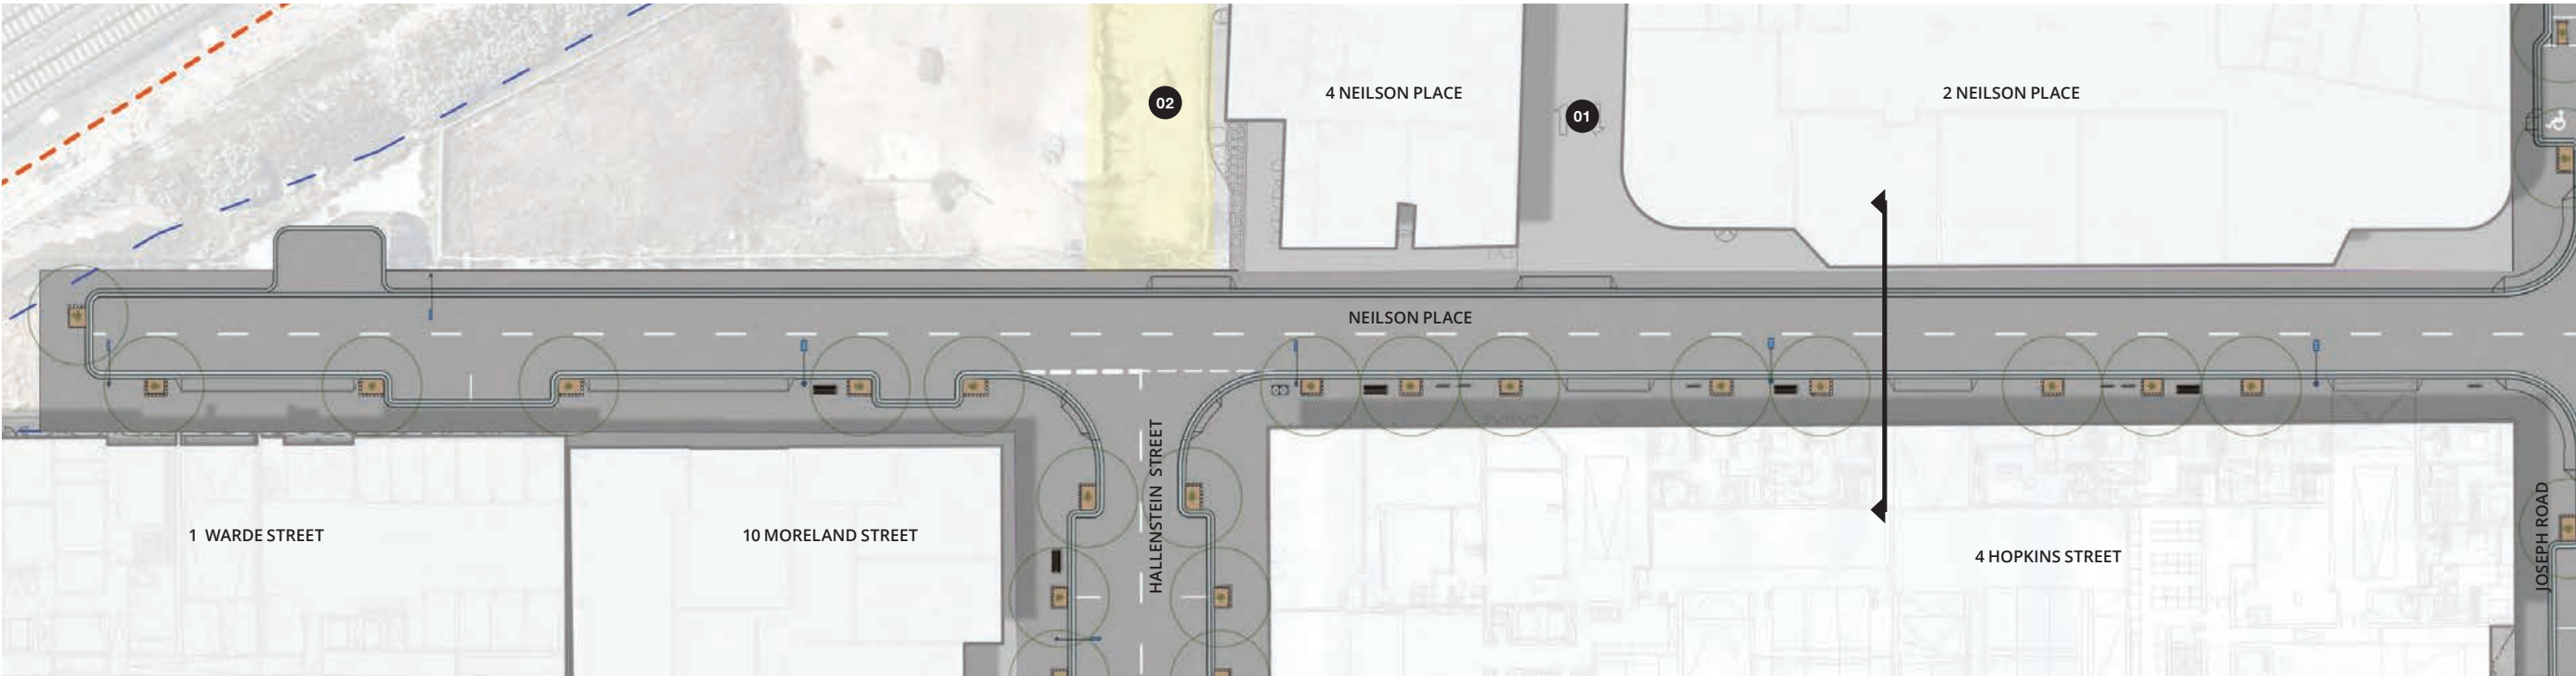 02
4 NEILSON PLACE
01
2 NEILSON PLACE
NEILSON PLACE
HALLENSTEIN STREET
1 WARDE STREET
10 MORELAND STREET
4 HOPKINS STREET
JOSEPH ROAD